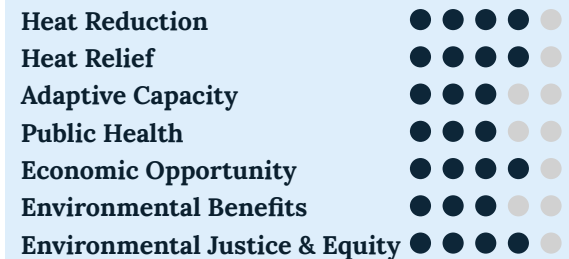 Heat Reduction
Heat Relief
Adaptive Capacity
Public Health
Economic Opportunity
Environmental Benefits
Environmental Justice & Equity